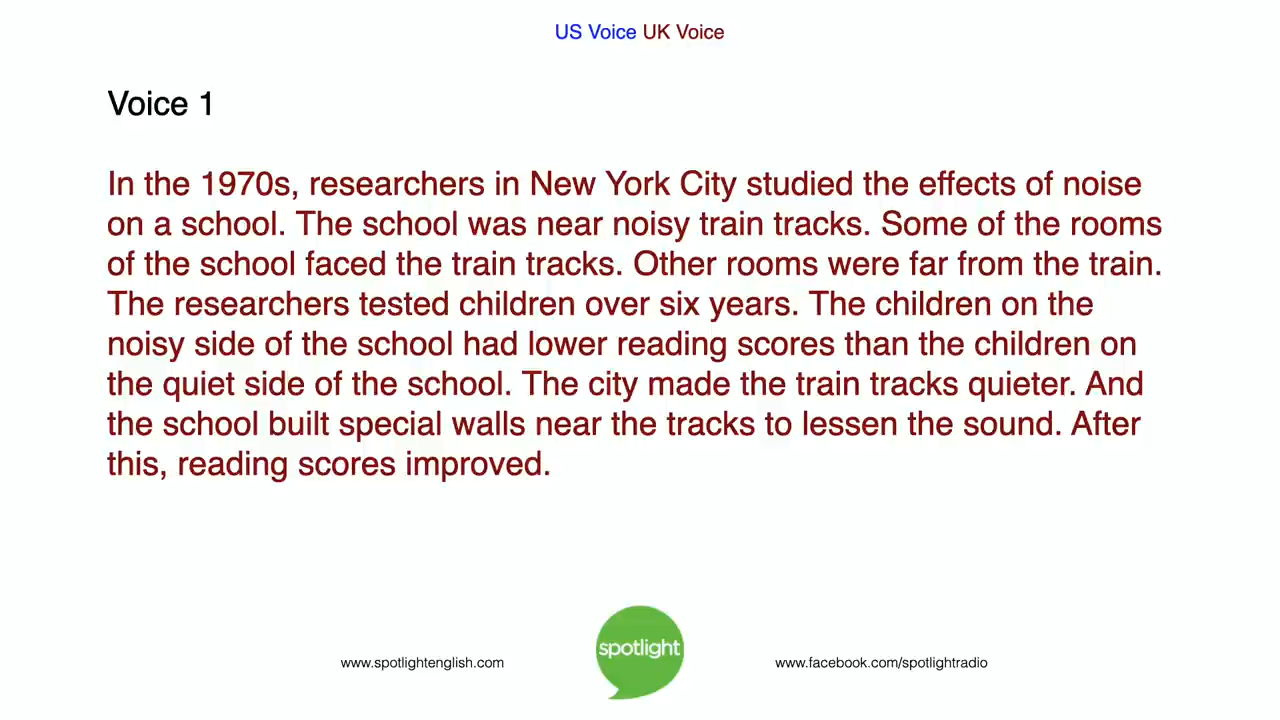 US Voice UK Voice
Voice 1
In the 1970s, researchers in New York City studied the effects of noise
on a school. The school was near noisy train tracks. Some of the rooms
of the school faced the train tracks. Other rooms were far from the train.
The researchers tested children over six years. The children on the
noisy side of the school had lower reading scores than the children on
the quiet side of the school. The city made the train tracks quieter. And
the school built special walls near the tracks to lessen the sound. After
this, reading scores improved.
www.spotlightenglish.com
spotlight
www.facebook.com/spotlightradio